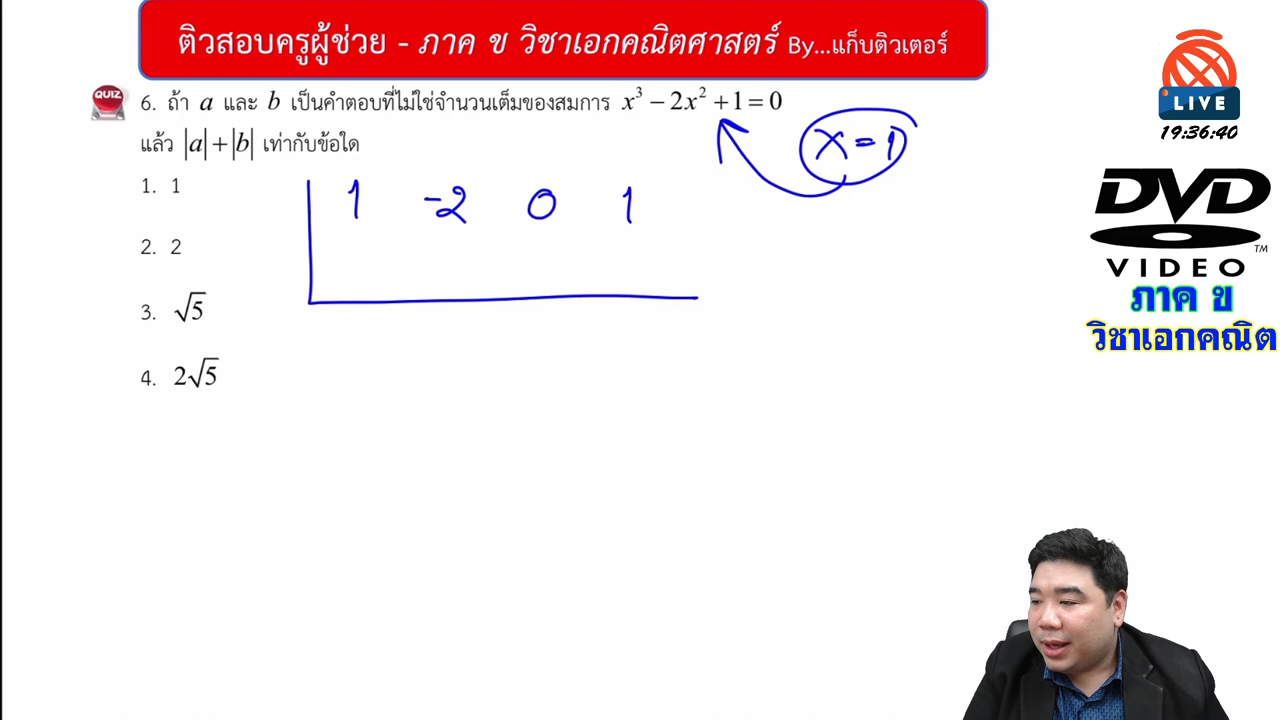 ติวสอบครูผู้ช่วย - ภาค ข วิชาเอกคณิตศาสตร์ By...แก็บติวเตอร์
QUIZ
6. ถ้า a และ b เป็นคำตอบที่ไม่ใช่จำนวนเต็มของสมการ x³ − 2x² + 1 = 0
แล้ว |a| + |b| เท่ากับข้อใด
x = 1
1. 1
1 -2 0 1
2. 2
3. √5
4. 2√5
LIVE
19:36:40
DVD
VIDEO
TM
ภาค ข
วิชาเอกคณิต